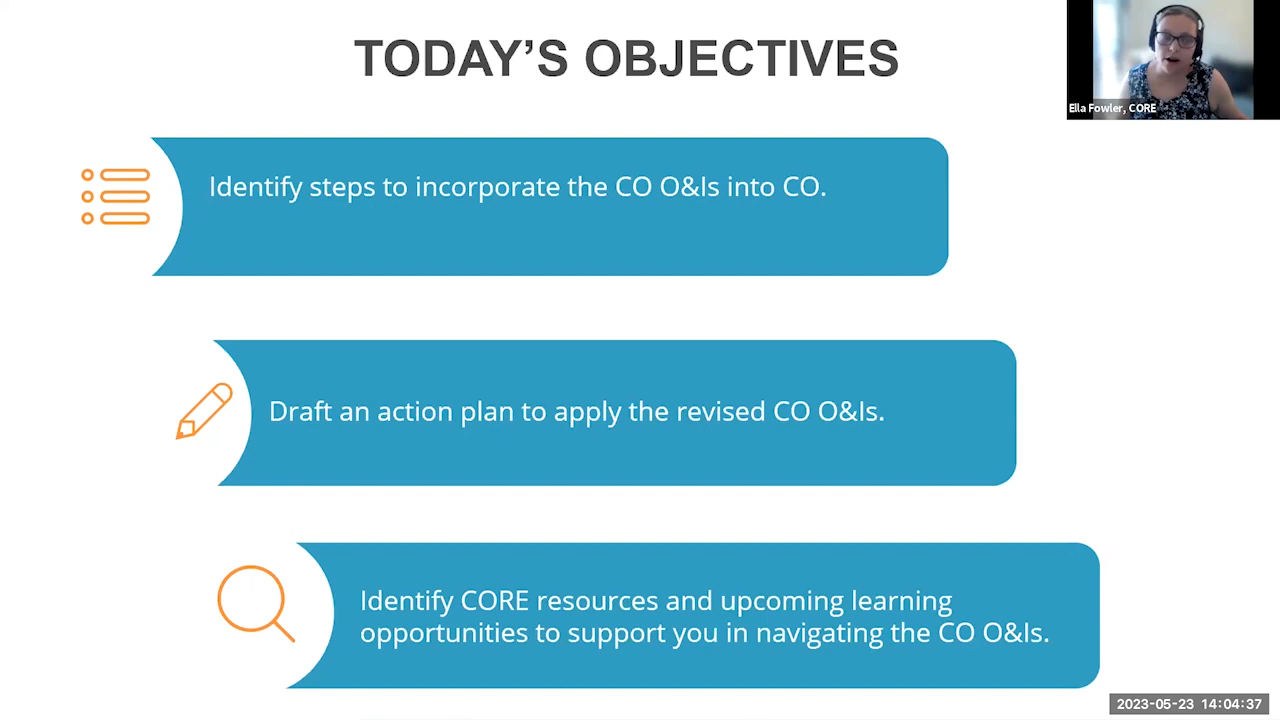 TODAY’S OBJECTIVES
Ella Fowler, CORE
Identify steps to incorporate the CO O&Is into CO.
Draft an action plan to apply the revised CO O&Is.
Identify CORE resources and upcoming learning
opportunities to support you in navigating the CO O&Is.
2023-05-23 14:04:37